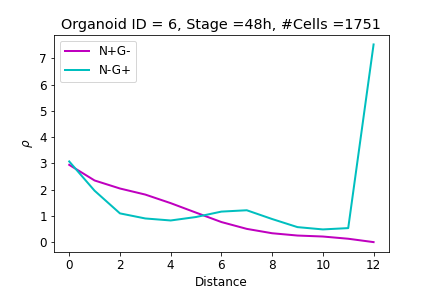 Organoid ID = 6, Stage =48h, #Cells =1751
N+G-
N-G+
7
6
5
4
3
2
1
0
ρ
0 2 4 6 8 10 12
Distance